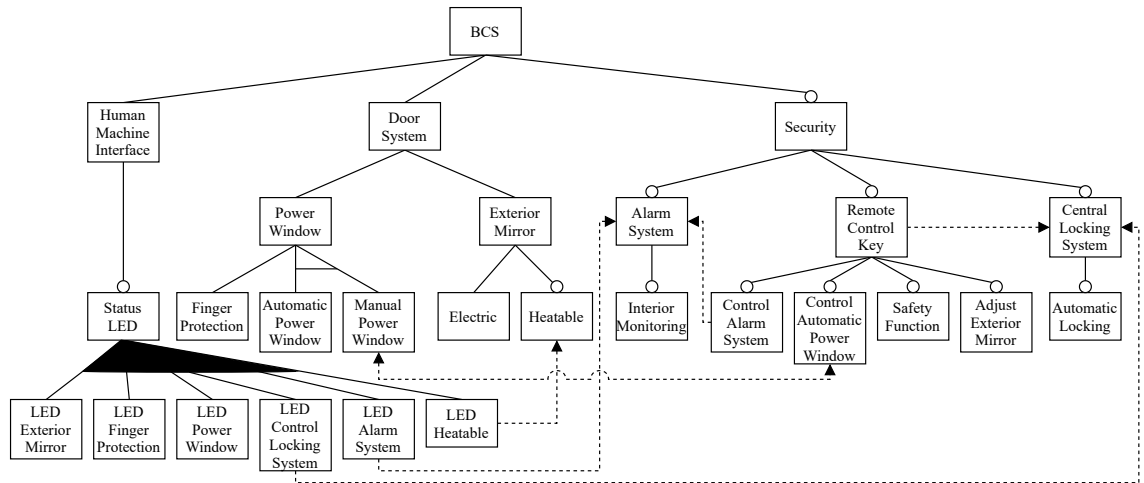 BCS
Human
Machine
Interface
Door
System
Security
Power
Window
Exterior
Mirror
Alarm
System
Remote
Control
Key
Central
Locking
System
Status
LED
Finger
Protection
Automatic
Power
Window
Manual
Power
Window
Electric
Heatable
Interior
Monitoring
Control
Alarm
System
Control
Automatic
Power
Window
Safety
Function
Adjust
Exterior
Mirror
Automatic
Locking
LED
Exterior
Mirror
LED
Finger
Protection
LED
Power
Window
LED
Control
Locking
System
LED
Alarm
System
LED
Heatable